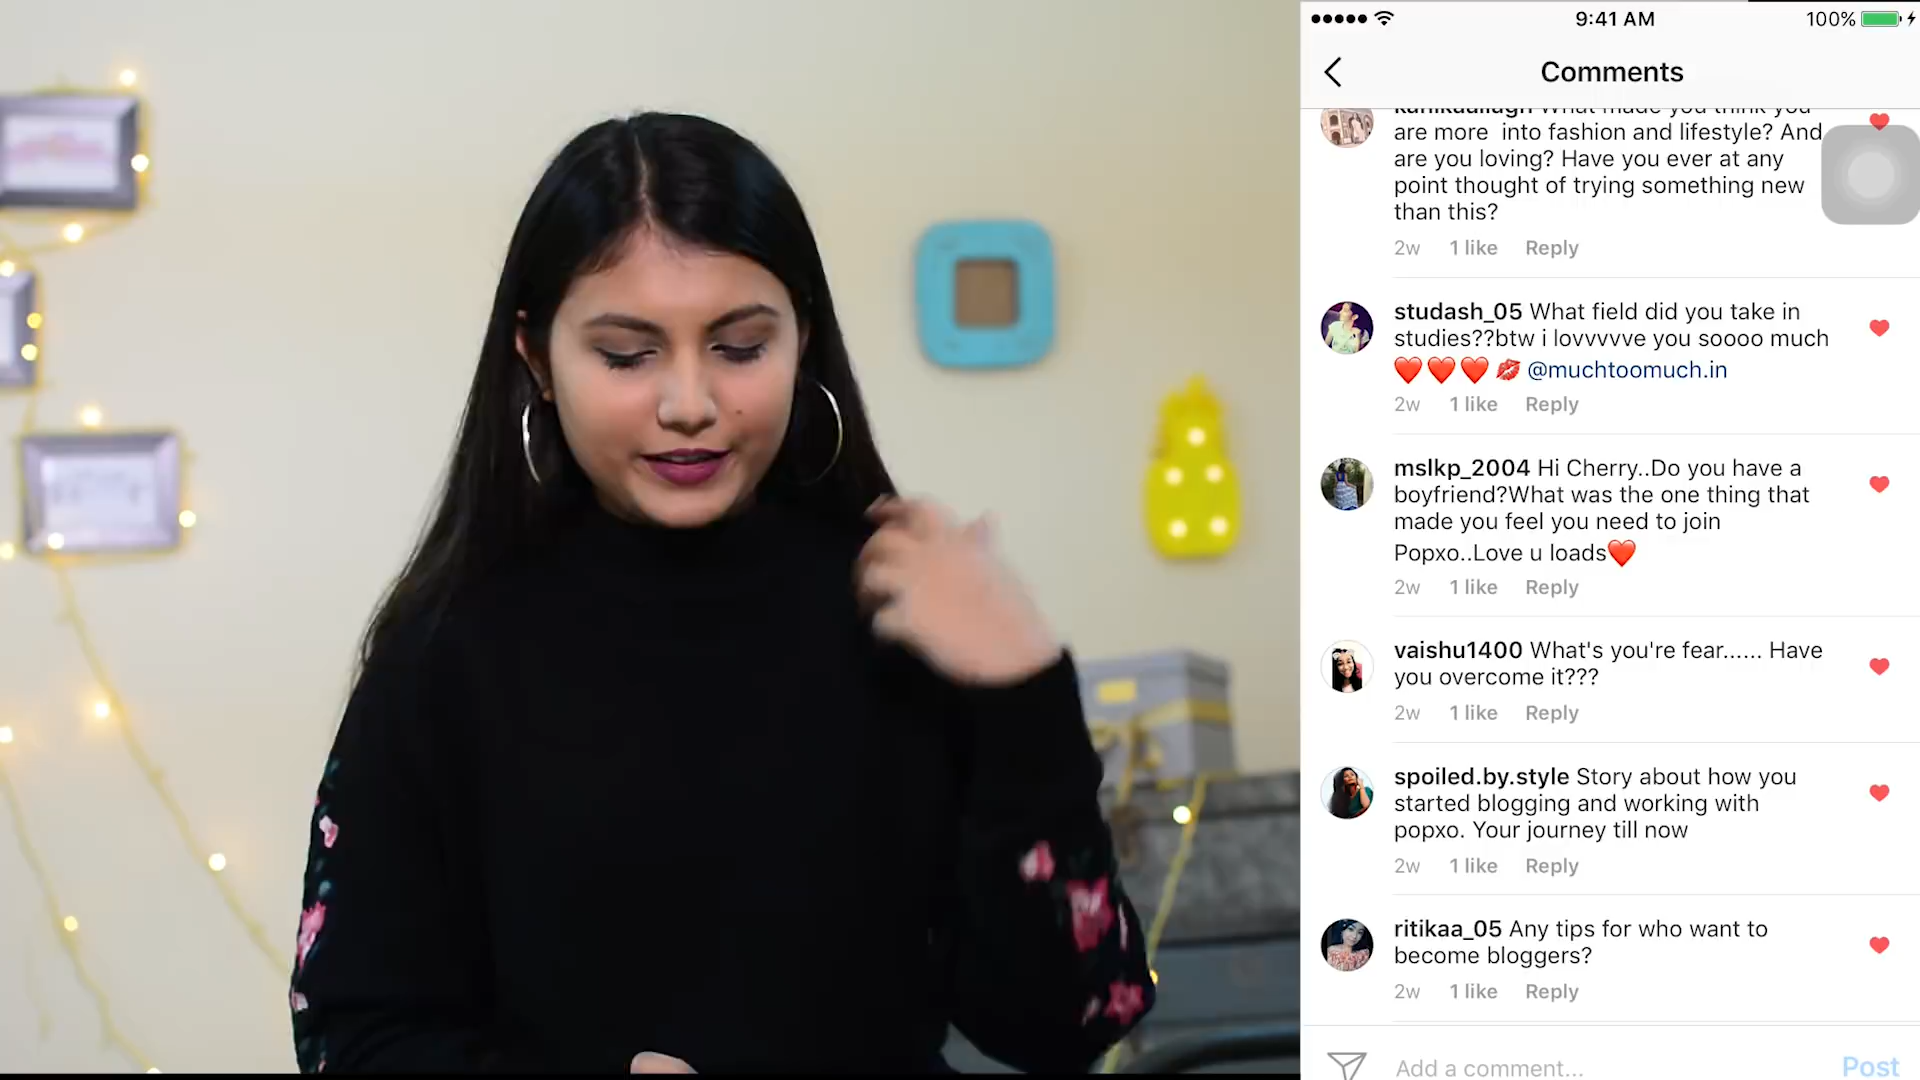 9:41 AM
100%
Comments
What made you think you
are more into fashion and lifestyle? And
are you loving? Have you ever at any
point thought of trying something new
than this?
2w 1 like Reply
studash_05 What field did you take in
studies??btw i lovvvvve you soooo much
❤️❤️❤️💋 @muchtoomuch.in
2w 1 like Reply
mslkp_2004 Hi Cherry..Do you have a
boyfriend?What was the one thing that
made you feel you need to join
Popxo..Love u loads❤️
2w 1 like Reply
vaishu1400 What's you're fear...... Have
you overcome it???
2w 1 like Reply
spoiled.by.style Story about how you
started blogging and working with
popxo. Your journey till now
2w 1 like Reply
ritikaa_05 Any tips for who want to
become bloggers?
2w 1 like Reply
Add a comment...
Post